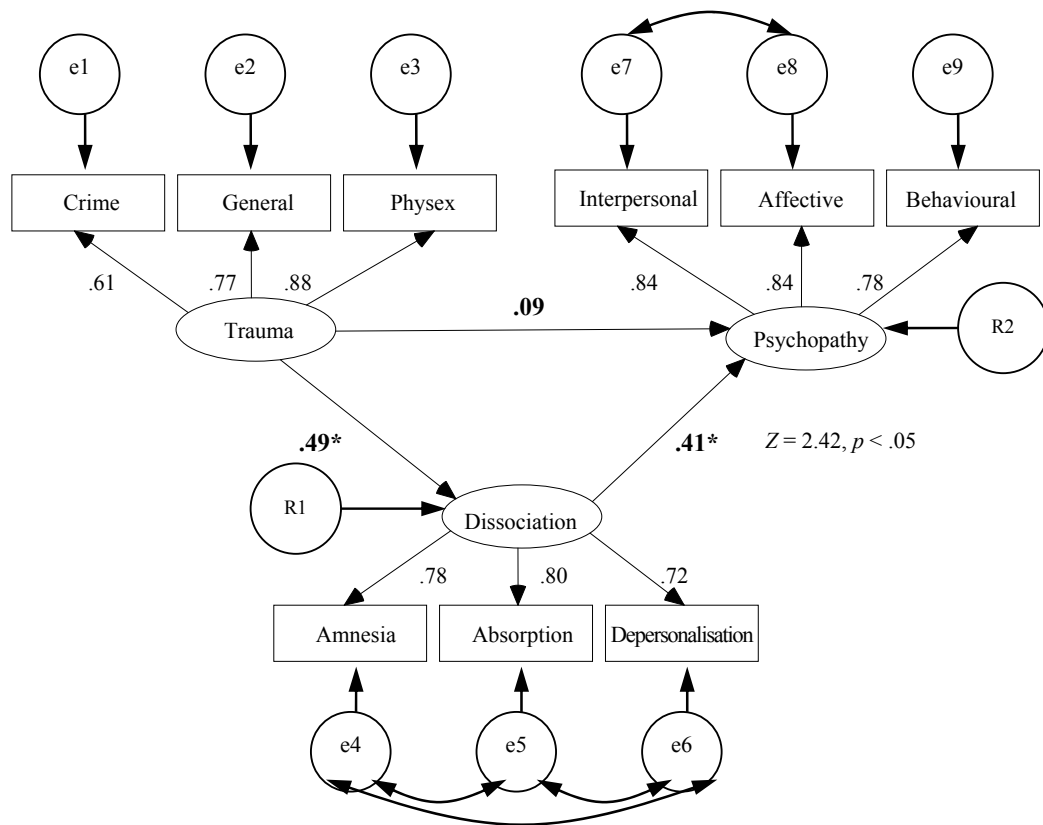 e1 e2 e3 e7 e8 e9
Crime General Physex Interpersonal Affective Behavioural
.61 .77 .88 .84 .84 .78
.09
Trauma Psychopathy R2
.49* .41* Z = 2.42, p < .05
R1 Dissociation
.78 .80 .72
Amnesia Absorption Depersonalisation
e4 e5 e6